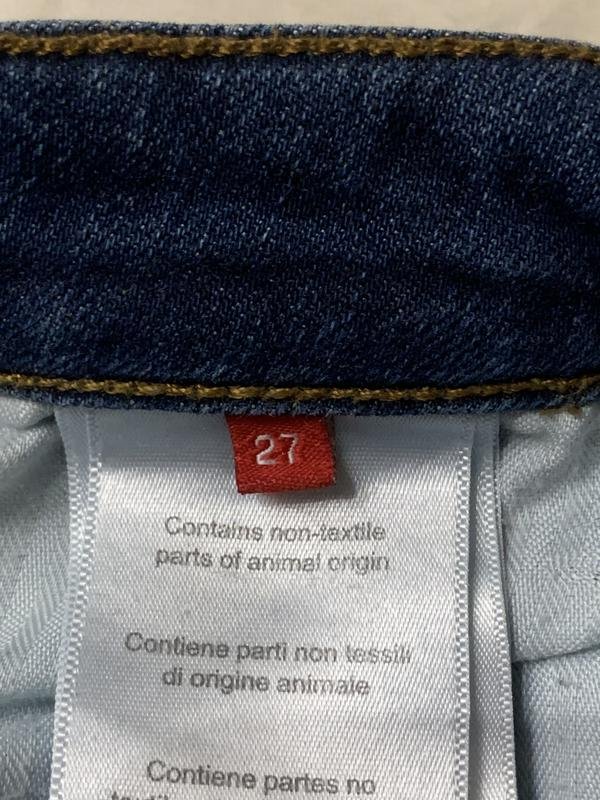 27
Contains non-textile
parts of animal origin
Contiene parti non tessili
di origine animale
Contiene partes no